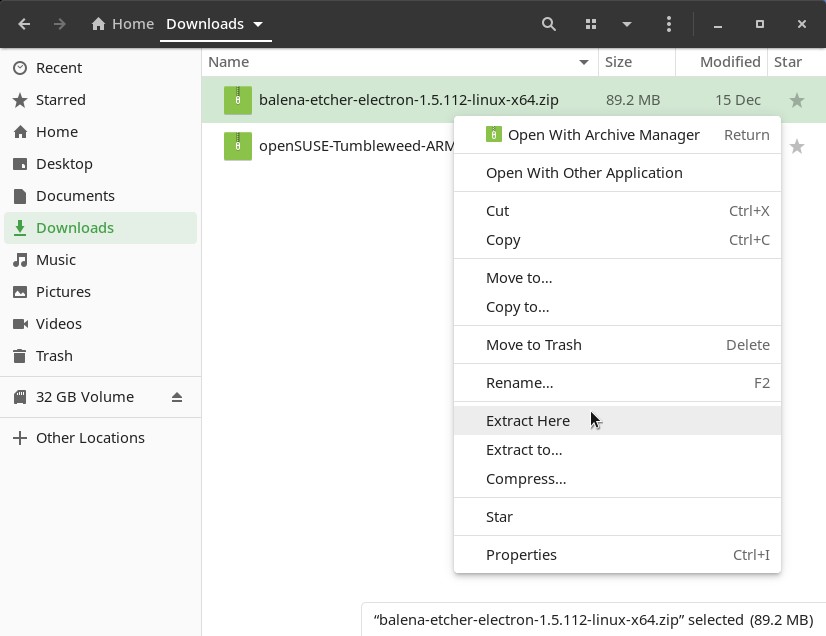 Home Downloads
Name Size Modified Star
Recent
Starred
Home
Desktop
Documents
Downloads
Music
Pictures
Videos
Trash
32 GB Volume
Other Locations
balena-etcher-electron-1.5.112-linux-x64.zip 89.2 MB 15 Dec
openSUSE-Tumbleweed-ARM
Open With Archive Manager Return
Open With Other Application
Cut Ctrl+X
Copy Ctrl+C
Move to…
Copy to…
Move to Trash Delete
Rename… F2
Extract Here
Extract to…
Compress…
Star
Properties Ctrl+I
“balena-etcher-electron-1.5.112-linux-x64.zip” selected (89.2 MB)